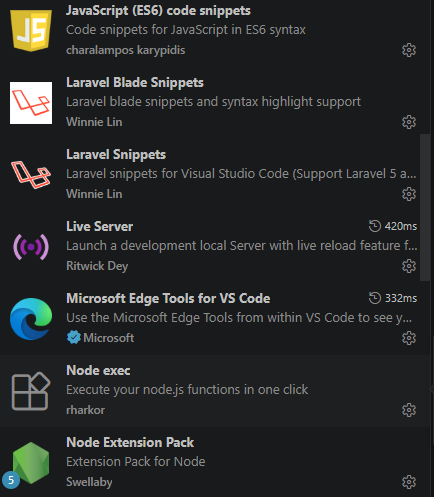 JS
JavaScript (ES6) code snippets
Code snippets for JavaScript in ES6 syntax
charalampos karypidis
Laravel Blade Snippets
Laravel blade snippets and syntax highlight support
Winnie Lin
Laravel Snippets
Laravel snippets for Visual Studio Code (Support Laravel 5 a...
Winnie Lin
Live Server 420ms
Launch a development local Server with live reload feature f...
Ritwick Dey
Microsoft Edge Tools for VS Code 332ms
Use the Microsoft Edge Tools from within VS Code to see y...
Microsoft
Node exec
Execute your node.js functions in one click
rharkor
Node Extension Pack
Extension Pack for Node
5 Swellaby